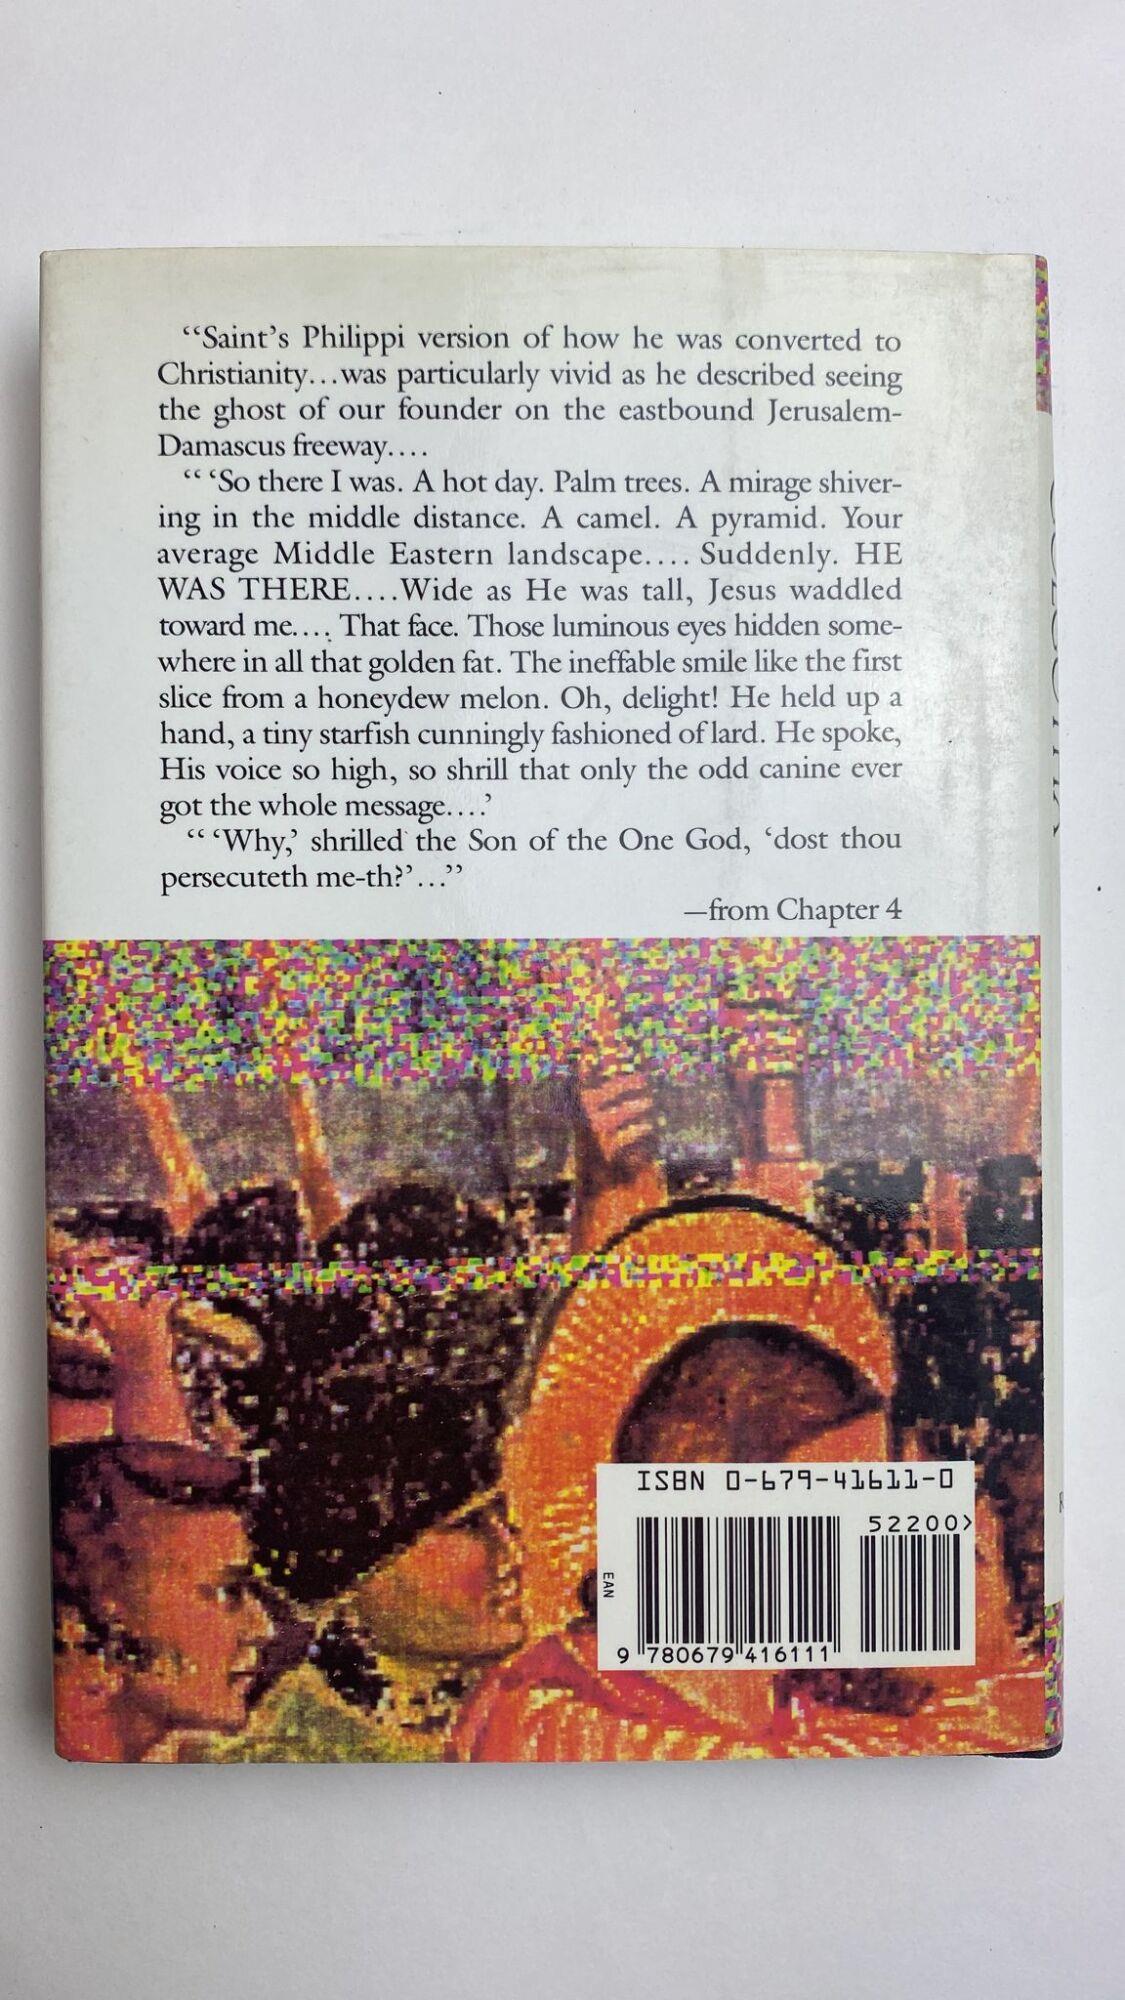 “Saint’s Philippi version of how he was converted to
Christianity...was particularly vivid as he described seeing
the ghost of our founder on the eastbound Jerusalem-
Damascus freeway....
“ ‘So there I was. A hot day. Palm trees. A mirage shiver-
ing in the middle distance. A camel. A pyramid. Your
average Middle Eastern landscape.... Suddenly. HE
WAS THERE....Wide as He was tall, Jesus waddled
toward me.... That face. Those luminous eyes hidden some-
where in all that golden fat. The ineffable smile like the first
slice from a honeydew melon. Oh, delight! He held up a
hand, a tiny starfish cunningly fashioned of lard. He spoke,
His voice so high, so shrill that only the odd canine ever
got the whole message....’
“ ‘Why,’ shrilled the Son of the One God, ‘dost thou
persecuteth me-th?’...”
—from Chapter 4
ISBN 0-679-41611-0
52200>
EAN
9 780679 416111